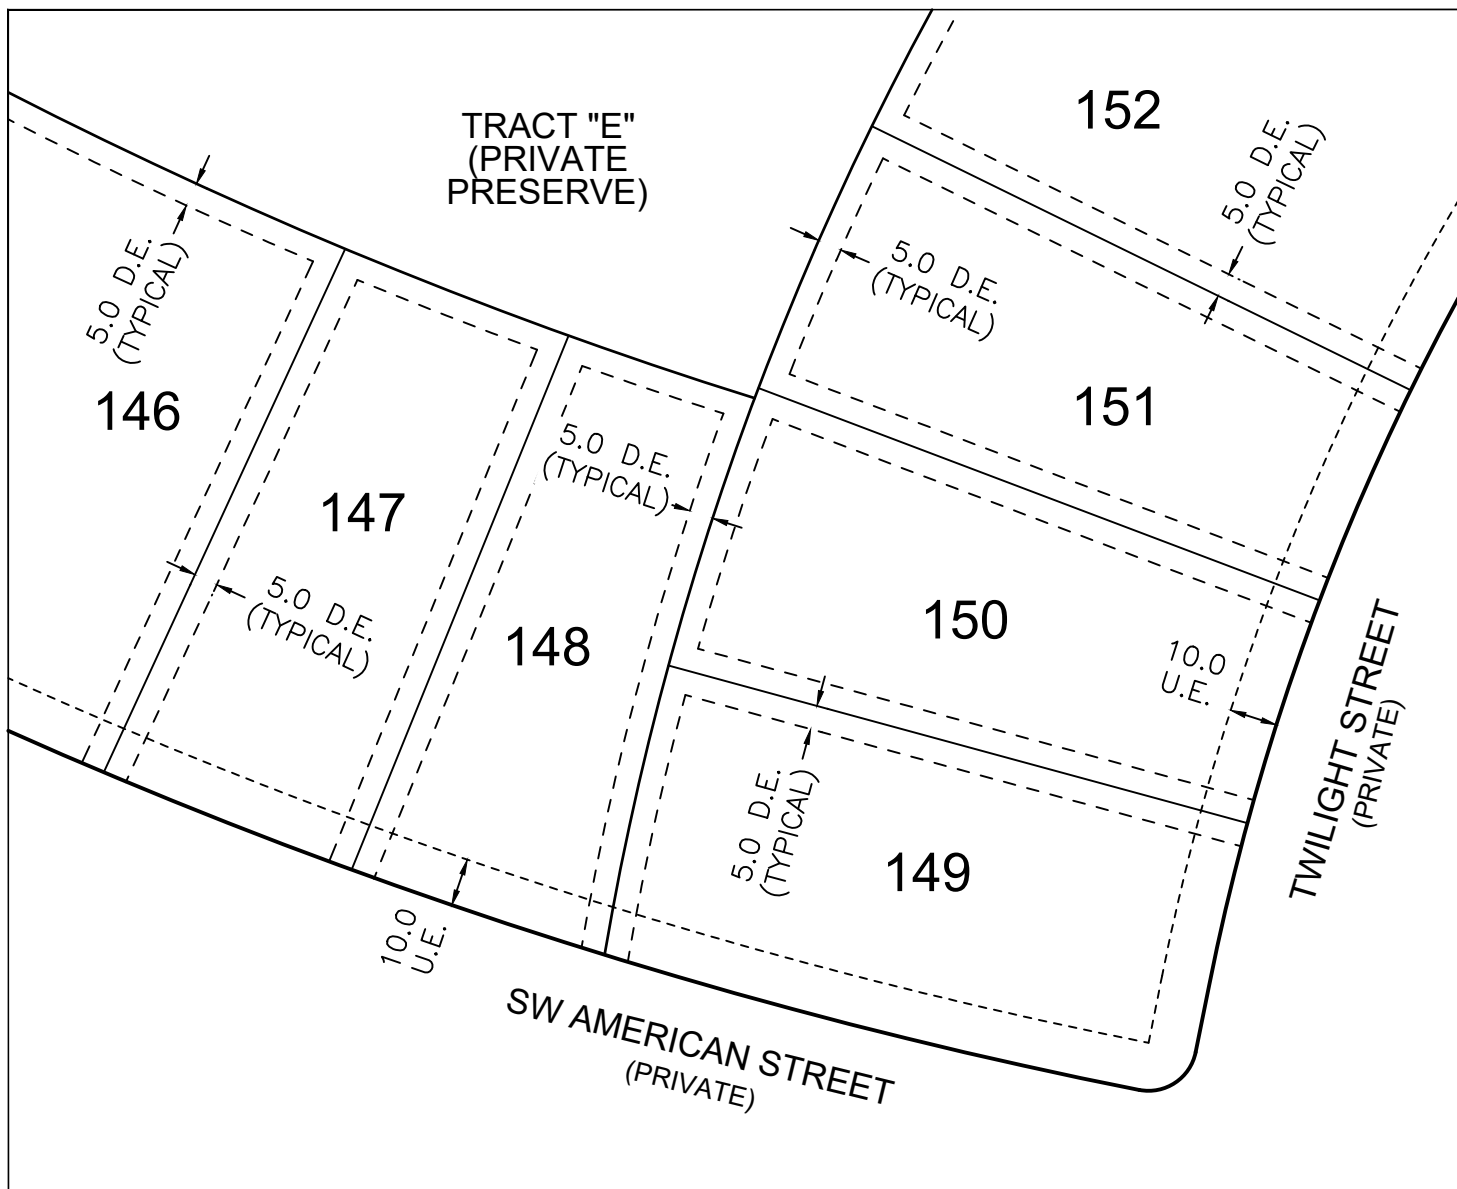 152
TRACT "E"
(PRIVATE
PRESERVE)
5.0 D.E.
(TYPICAL)
5.0 D.E.
(TYPICAL)
5.0 D.E.
(TYPICAL)
146
151
5.0 D.E.
(TYPICAL)
147
5.0 D.E.
(TYPICAL)
148
150
10.0
U.E.
TWILIGHT STREET
(PRIVATE)
5.0 D.E.
(TYPICAL)
149
10.0
U.E.
SW AMERICAN STREET
(PRIVATE)